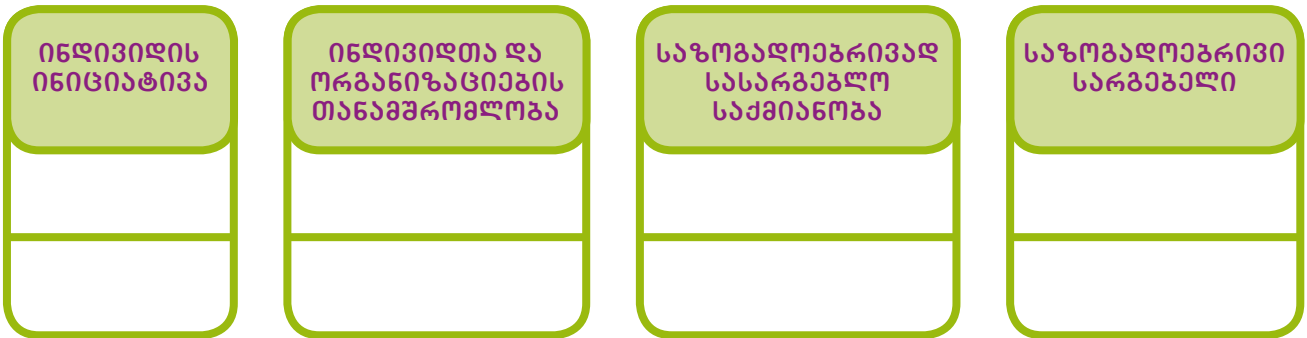 ინდივიდის
ინიციატივა
ინდივიდთა და
ორგანიზაციების
თანამშრომლობა
საზოგადოებრივად
სასარგებლო
საქმიანობა
საზოგადოებრივი
სარგებელი